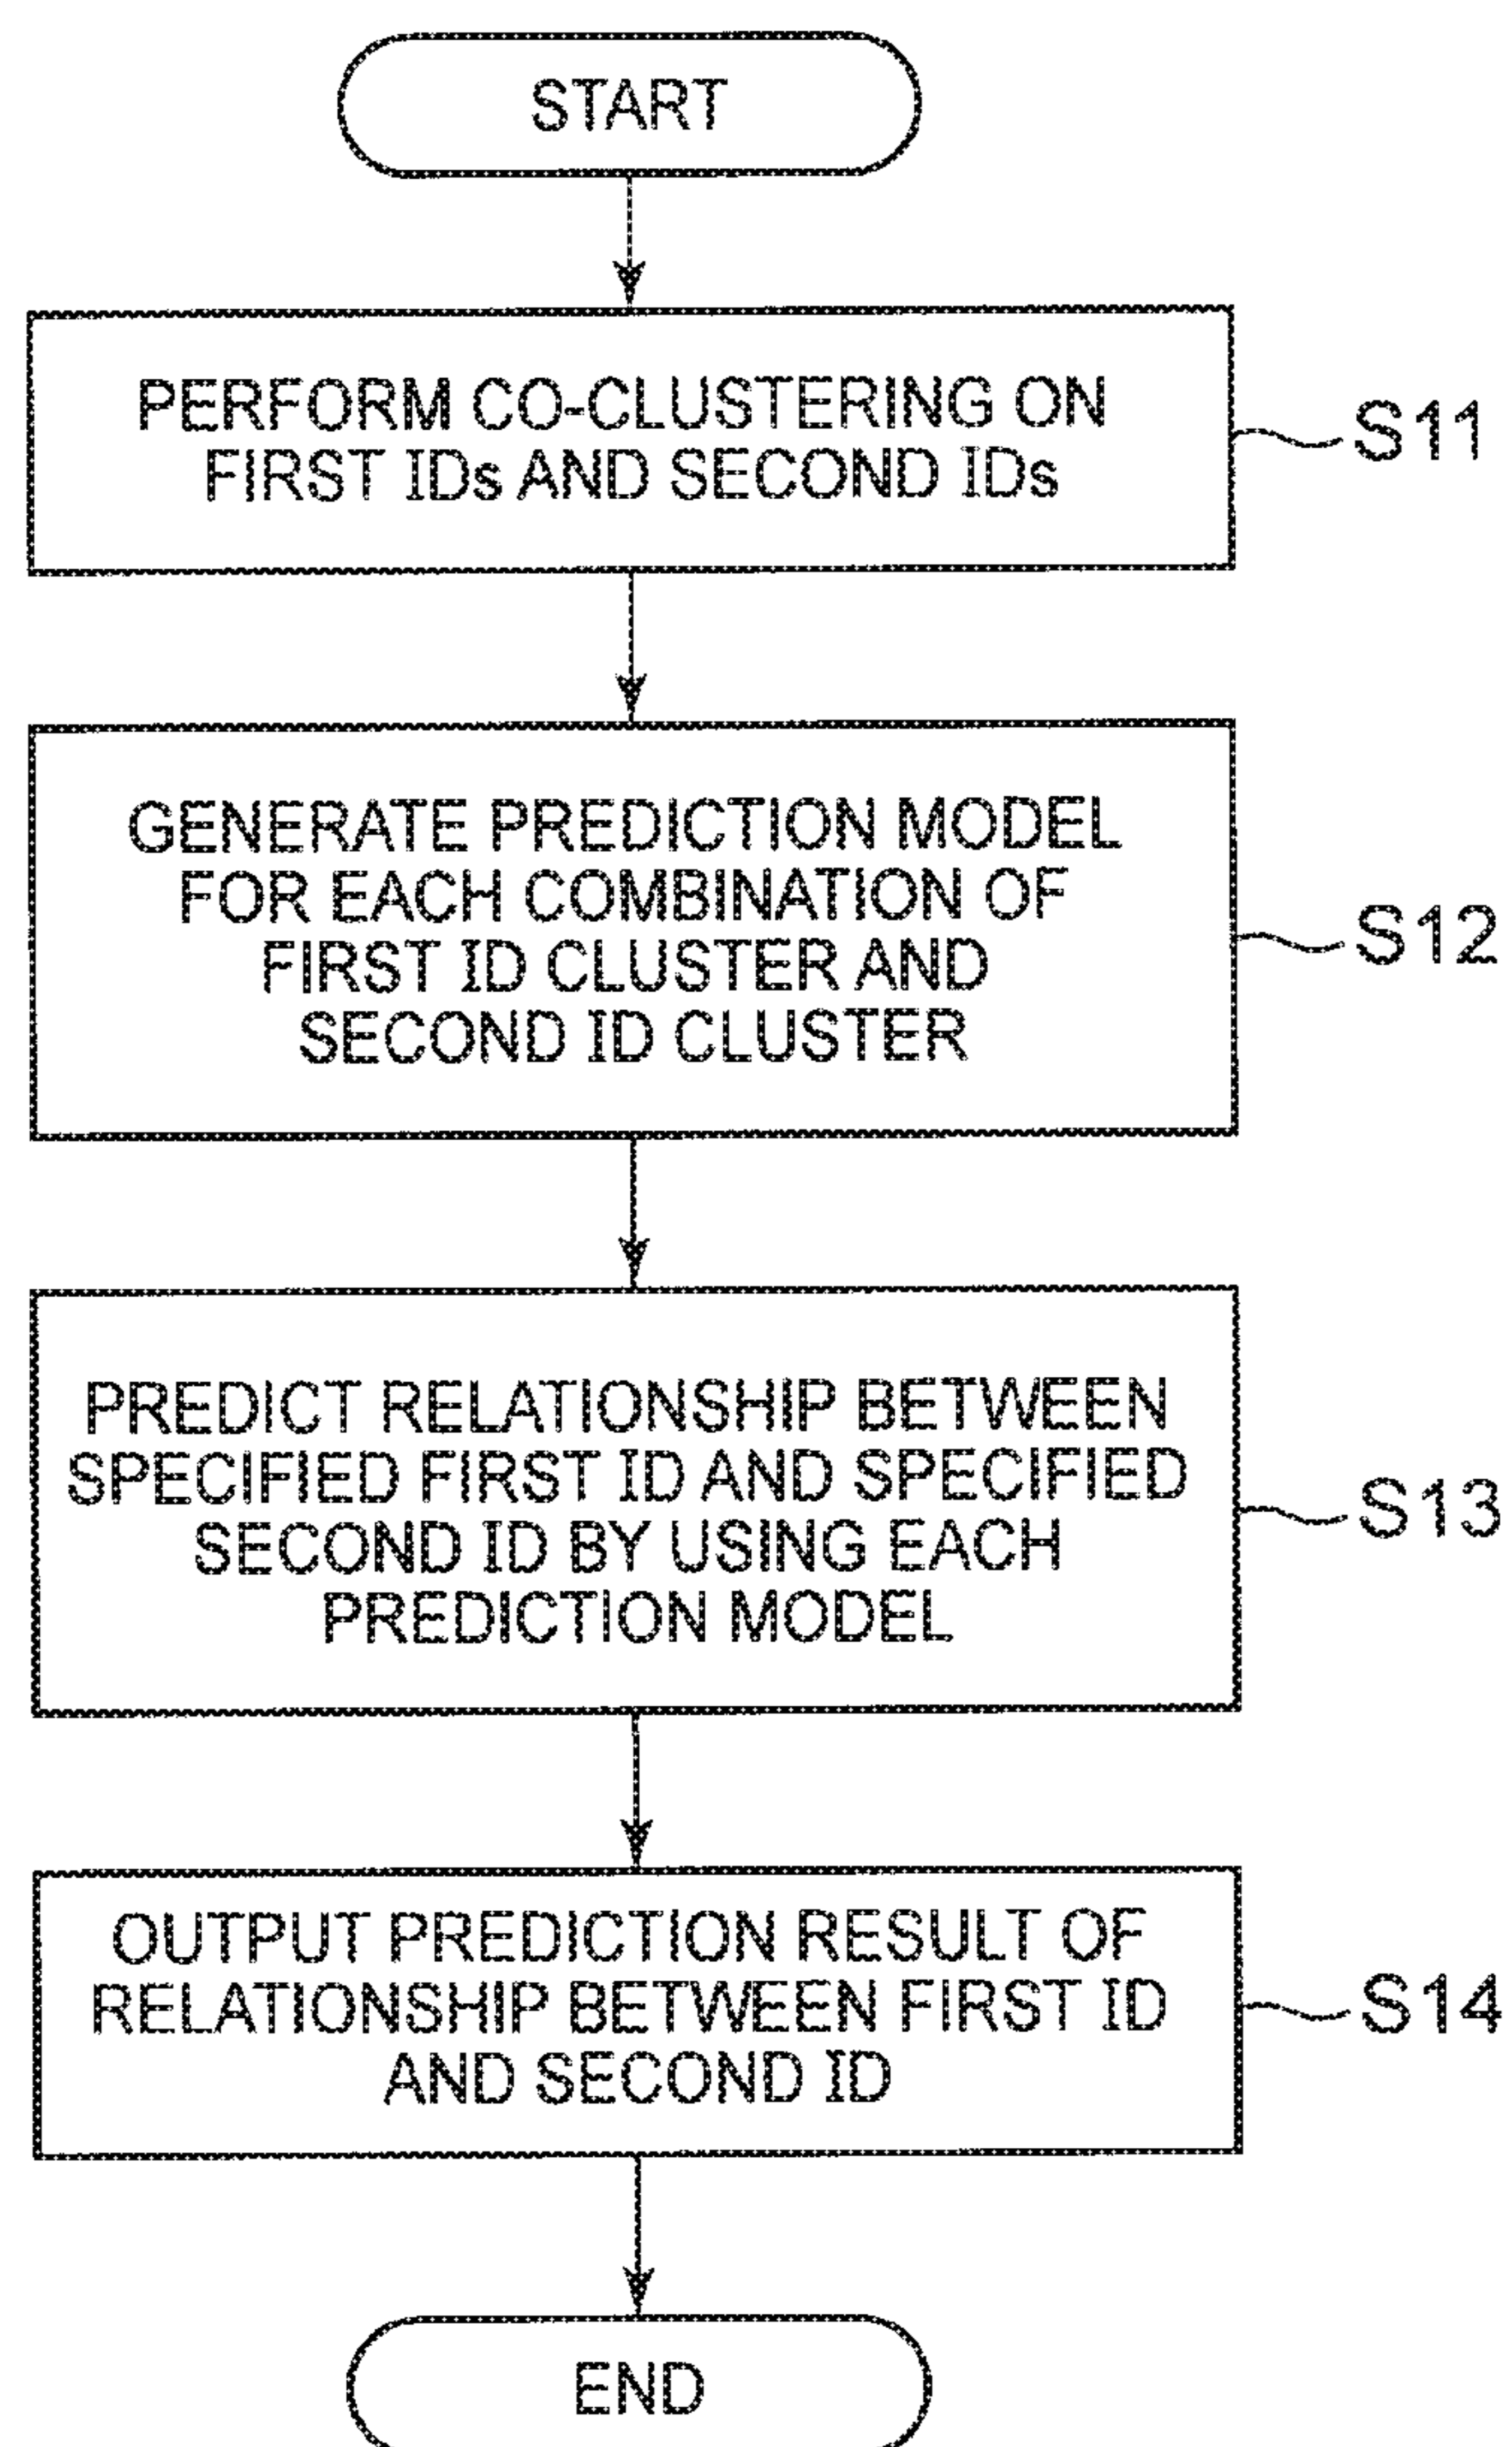 START
PERFORM CO-CLUSTERING ON
FIRST IDs AND SECOND IDs
S11
GENERATE PREDICTION MODEL
FOR EACH COMBINATION OF
FIRST ID CLUSTER AND
SECOND ID CLUSTER
S12
PREDICT RELATIONSHIP BETWEEN
SPECIFIED FIRST ID AND SPECIFIED
SECOND ID BY USING EACH
PREDICTION MODEL
S13
OUTPUT PREDICTION RESULT OF
RELATIONSHIP BETWEEN FIRST ID
AND SECOND ID
S14
END